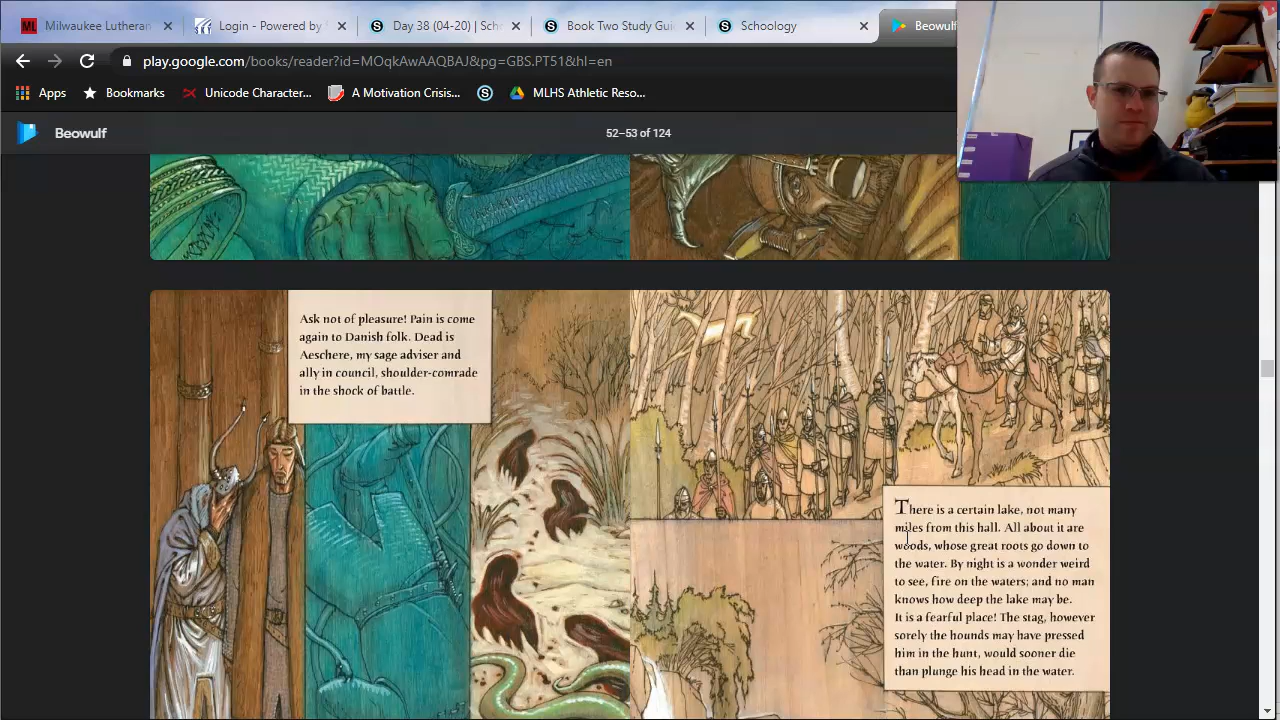 Milwaukee Lutheran
Login - Powered by
Day 38 (04-20) | Sch
Book Two Study Gui
Schoology
Beowulf
play.google.com/books/reader?id=MOqkAwAAQBAJ&pg=GBS.PT51&hl=en
Apps
Bookmarks
Unicode Character...
A Motivation Crisis...
MLHS Athletic Reso...
Beowulf
52–53 of 124
Ask not of pleasure! Pain is come
again to Danish folk. Dead is
Aeschere, my sage adviser and
ally in council, shoulder-comrade
in the shock of battle.
There is a certain lake, not many
miles from this hall. All about it are
woods, whose great roots go down to
the water. By night is a wonder weird
to see, fire on the waters; and no man
knows how deep the lake may be.
It is a fearful place! The stag, however
sorely the hounds may have pressed
him in the hunt, would sooner die
than plunge his head in the water.